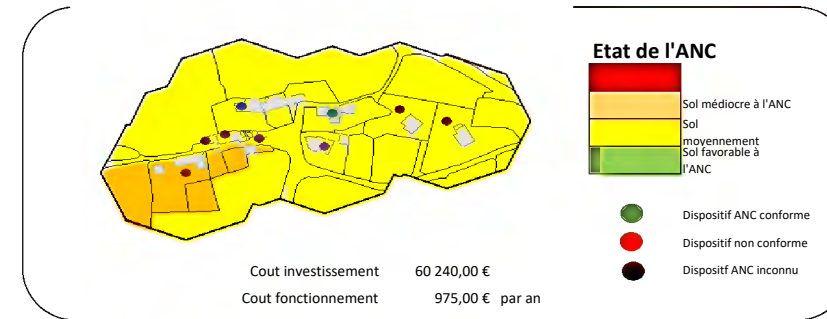 Etat de l'ANC
Sol médiocre à l'ANC
Sol
moyennement
Sol favorable à
l'ANC
Dispositif ANC conforme
Dispositif non conforme
Dispositf ANC inconnu
Cout investissement 60 240,00 €
Cout fonctionnement 975,00 € par an